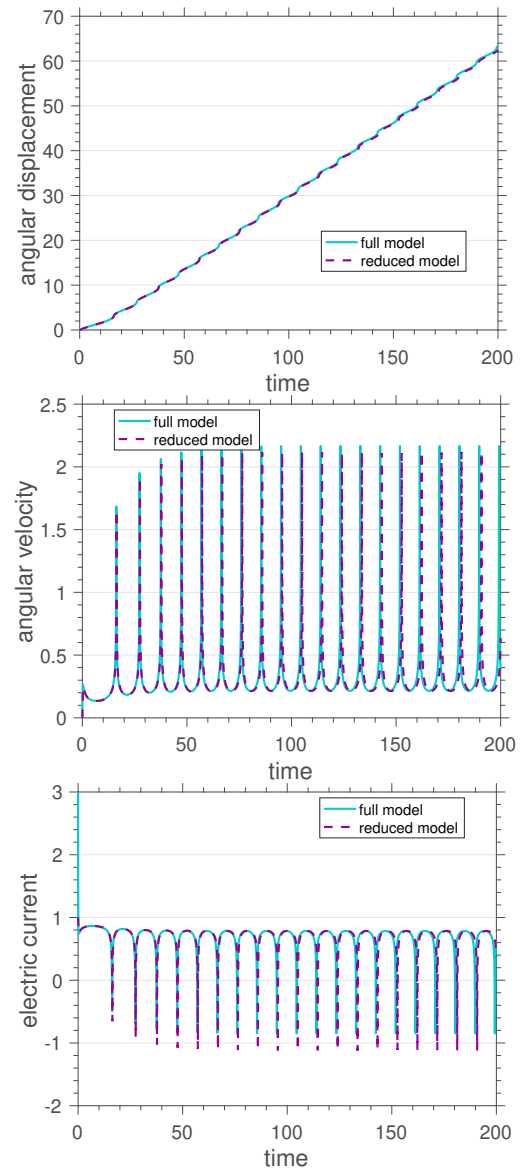 70
60
50
40
30
20
10
0
angular displacement
full model
reduced model
0 50 100 150 200
time
2.5
2
1.5
1
0.5
0
angular velocity
full model
reduced model
0 50 100 150 200
time
3
2
1
0
-1
-2
electric current
full model
reduced model
0 50 100 150 200
time